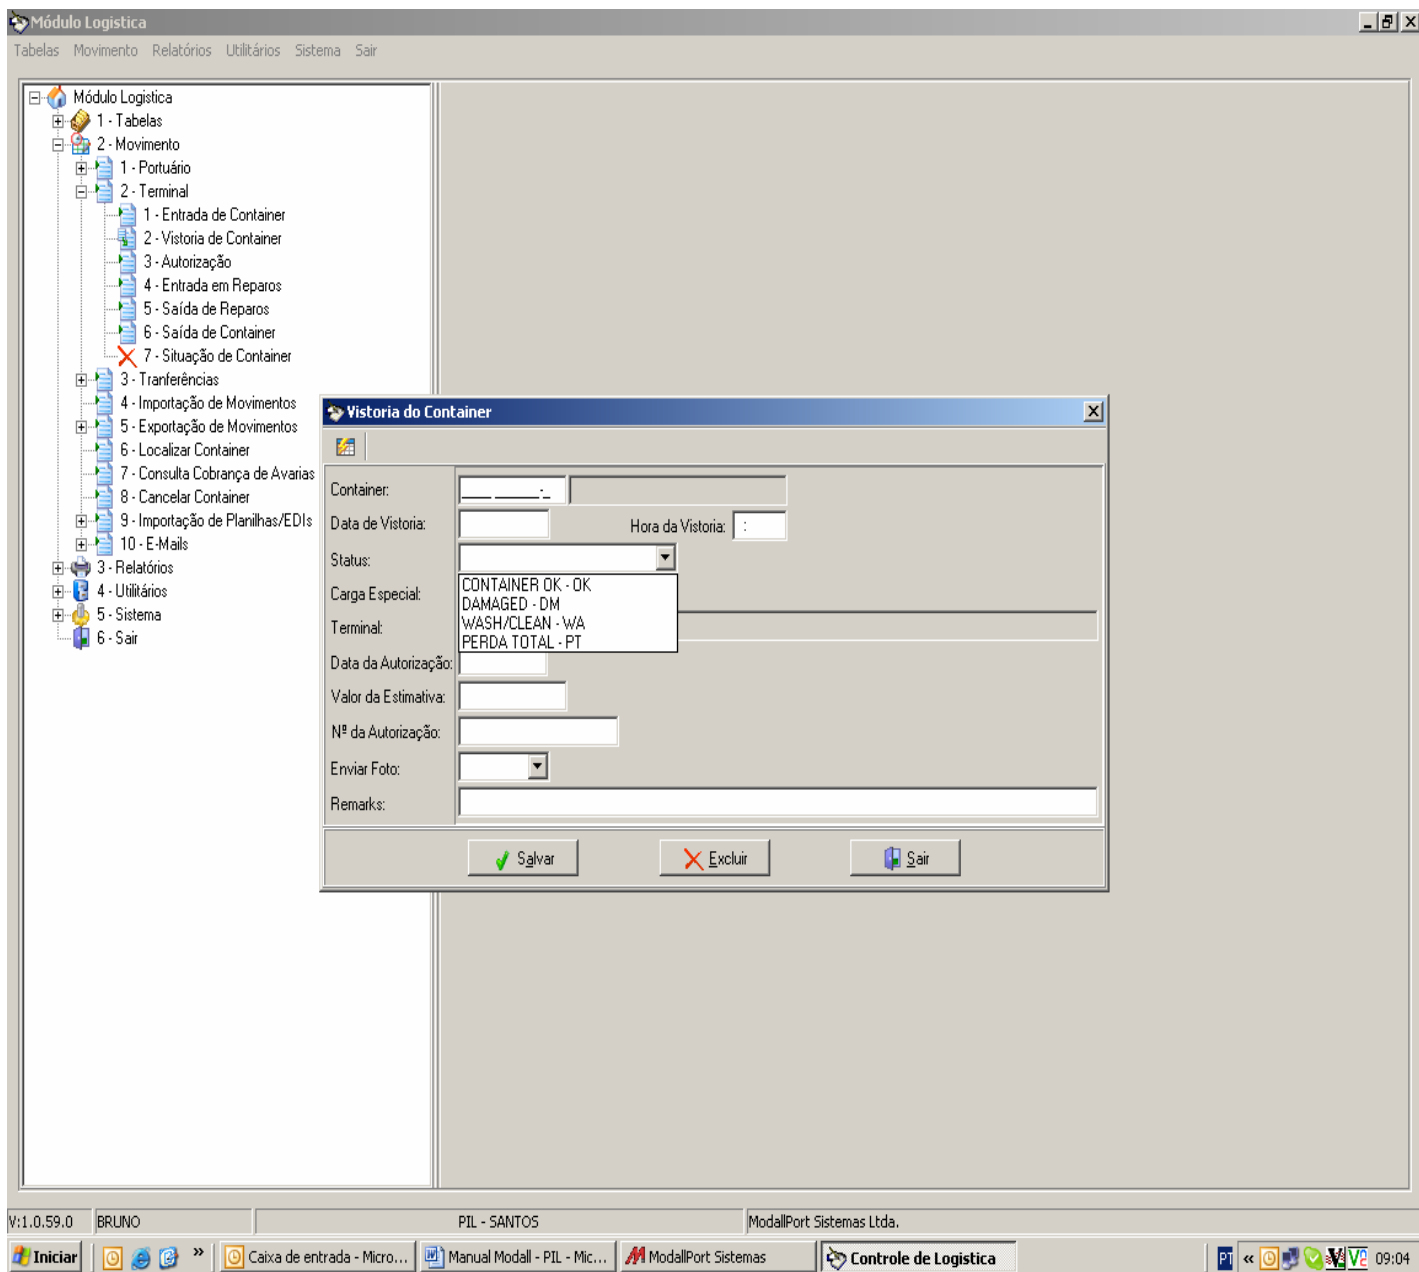 Módulo Logistica
Tabelas Movimento Relatórios Utilitários Sistema Sair
Módulo Logistica
1 - Tabelas
2 - Movimento
1 - Portuário
2 - Terminal
1 - Entrada de Container
2 - Vistoria de Container
3 - Autorização
4 - Entrada em Reparos
5 - Saída de Reparos
6 - Saída de Container
7 - Situação de Container
3 - Tranferências
4 - Importação de Movimentos
5 - Exportação de Movimentos
6 - Localizar Container
7 - Consulta Cobrança de Avarias
8 - Cancelar Container
9 - Importação de Planilhas/EDIs
10 - E-Mails
3 - Relatórios
4 - Utilitários
5 - Sistema
6 - Sair
Vistoria do Container
Container: ___ ______-_
Data de Vistoria:
Hora da Vistoria: :
Status:
CONTAINER OK - OK
DAMAGED - DM
WASH/CLEAN - WA
PERDA TOTAL - PT
Carga Especial:
Terminal:
Data da Autorização:
Valor da Estimativa:
Nº da Autorização:
Enviar Foto:
Remarks:
Salvar Excluir Sair
V:1.0.59.0 BRUNO PIL - SANTOS ModallPort Sistemas Ltda.
Iniciar » Caixa de entrada - Micro... Manual Modall - PIL - Mic... ModallPort Sistemas Controle de Logistica PT « 09:04